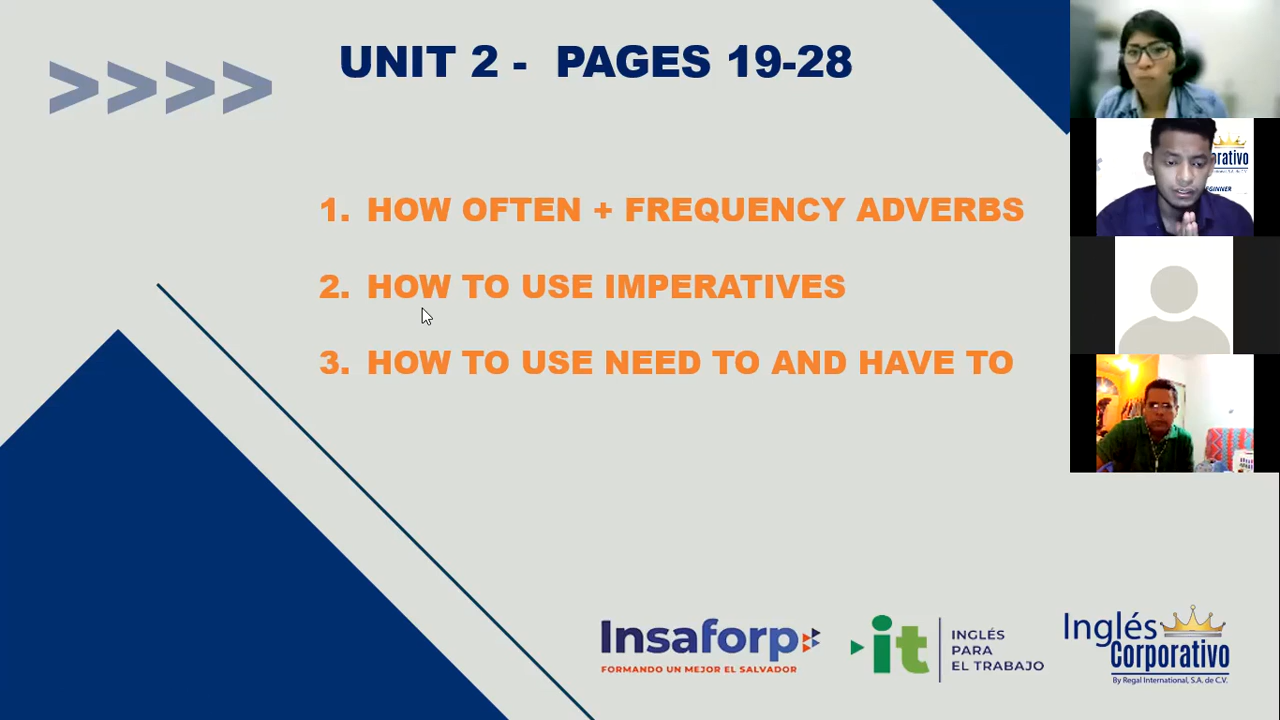 >>>>
UNIT 2 - PAGES 19-28
1. HOW OFTEN + FREQUENCY ADVERBS
2. HOW TO USE IMPERATIVES
3. HOW TO USE NEED TO AND HAVE TO
Insaforp
FORMANDO UN MEJOR EL SALVADOR
it
INGLÉS
PARA
EL TRABAJO
Inglés
Corporativo
By Regal International, S.A. de C.V.